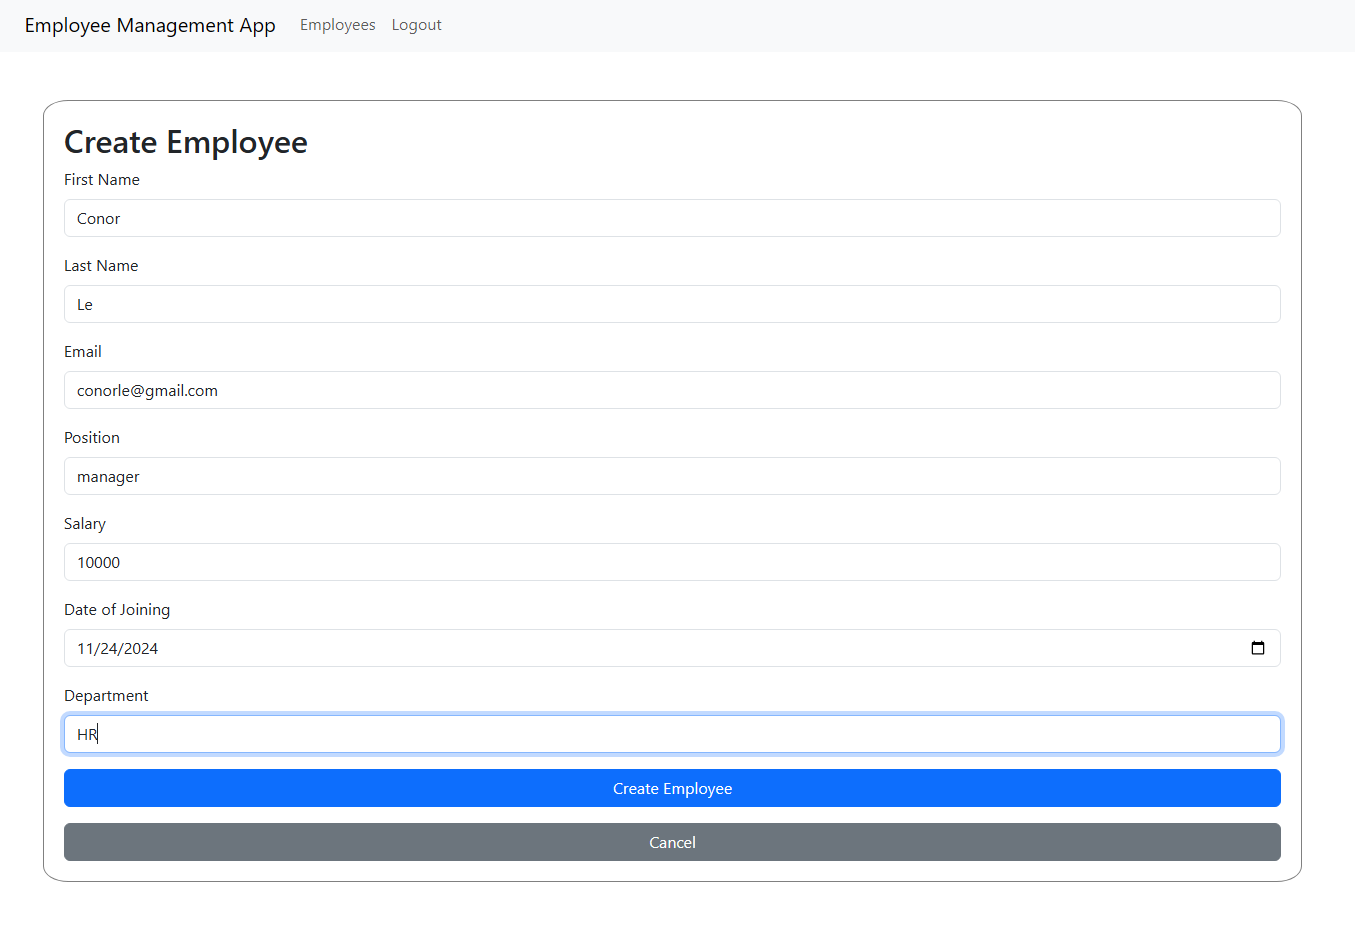 Employee Management App Employees Logout
Create Employee
First Name
Conor
Last Name
Le
Email
conorle@gmail.com
Position
manager
Salary
10000
Date of Joining
11/24/2024
Department
HR
Create Employee
Cancel